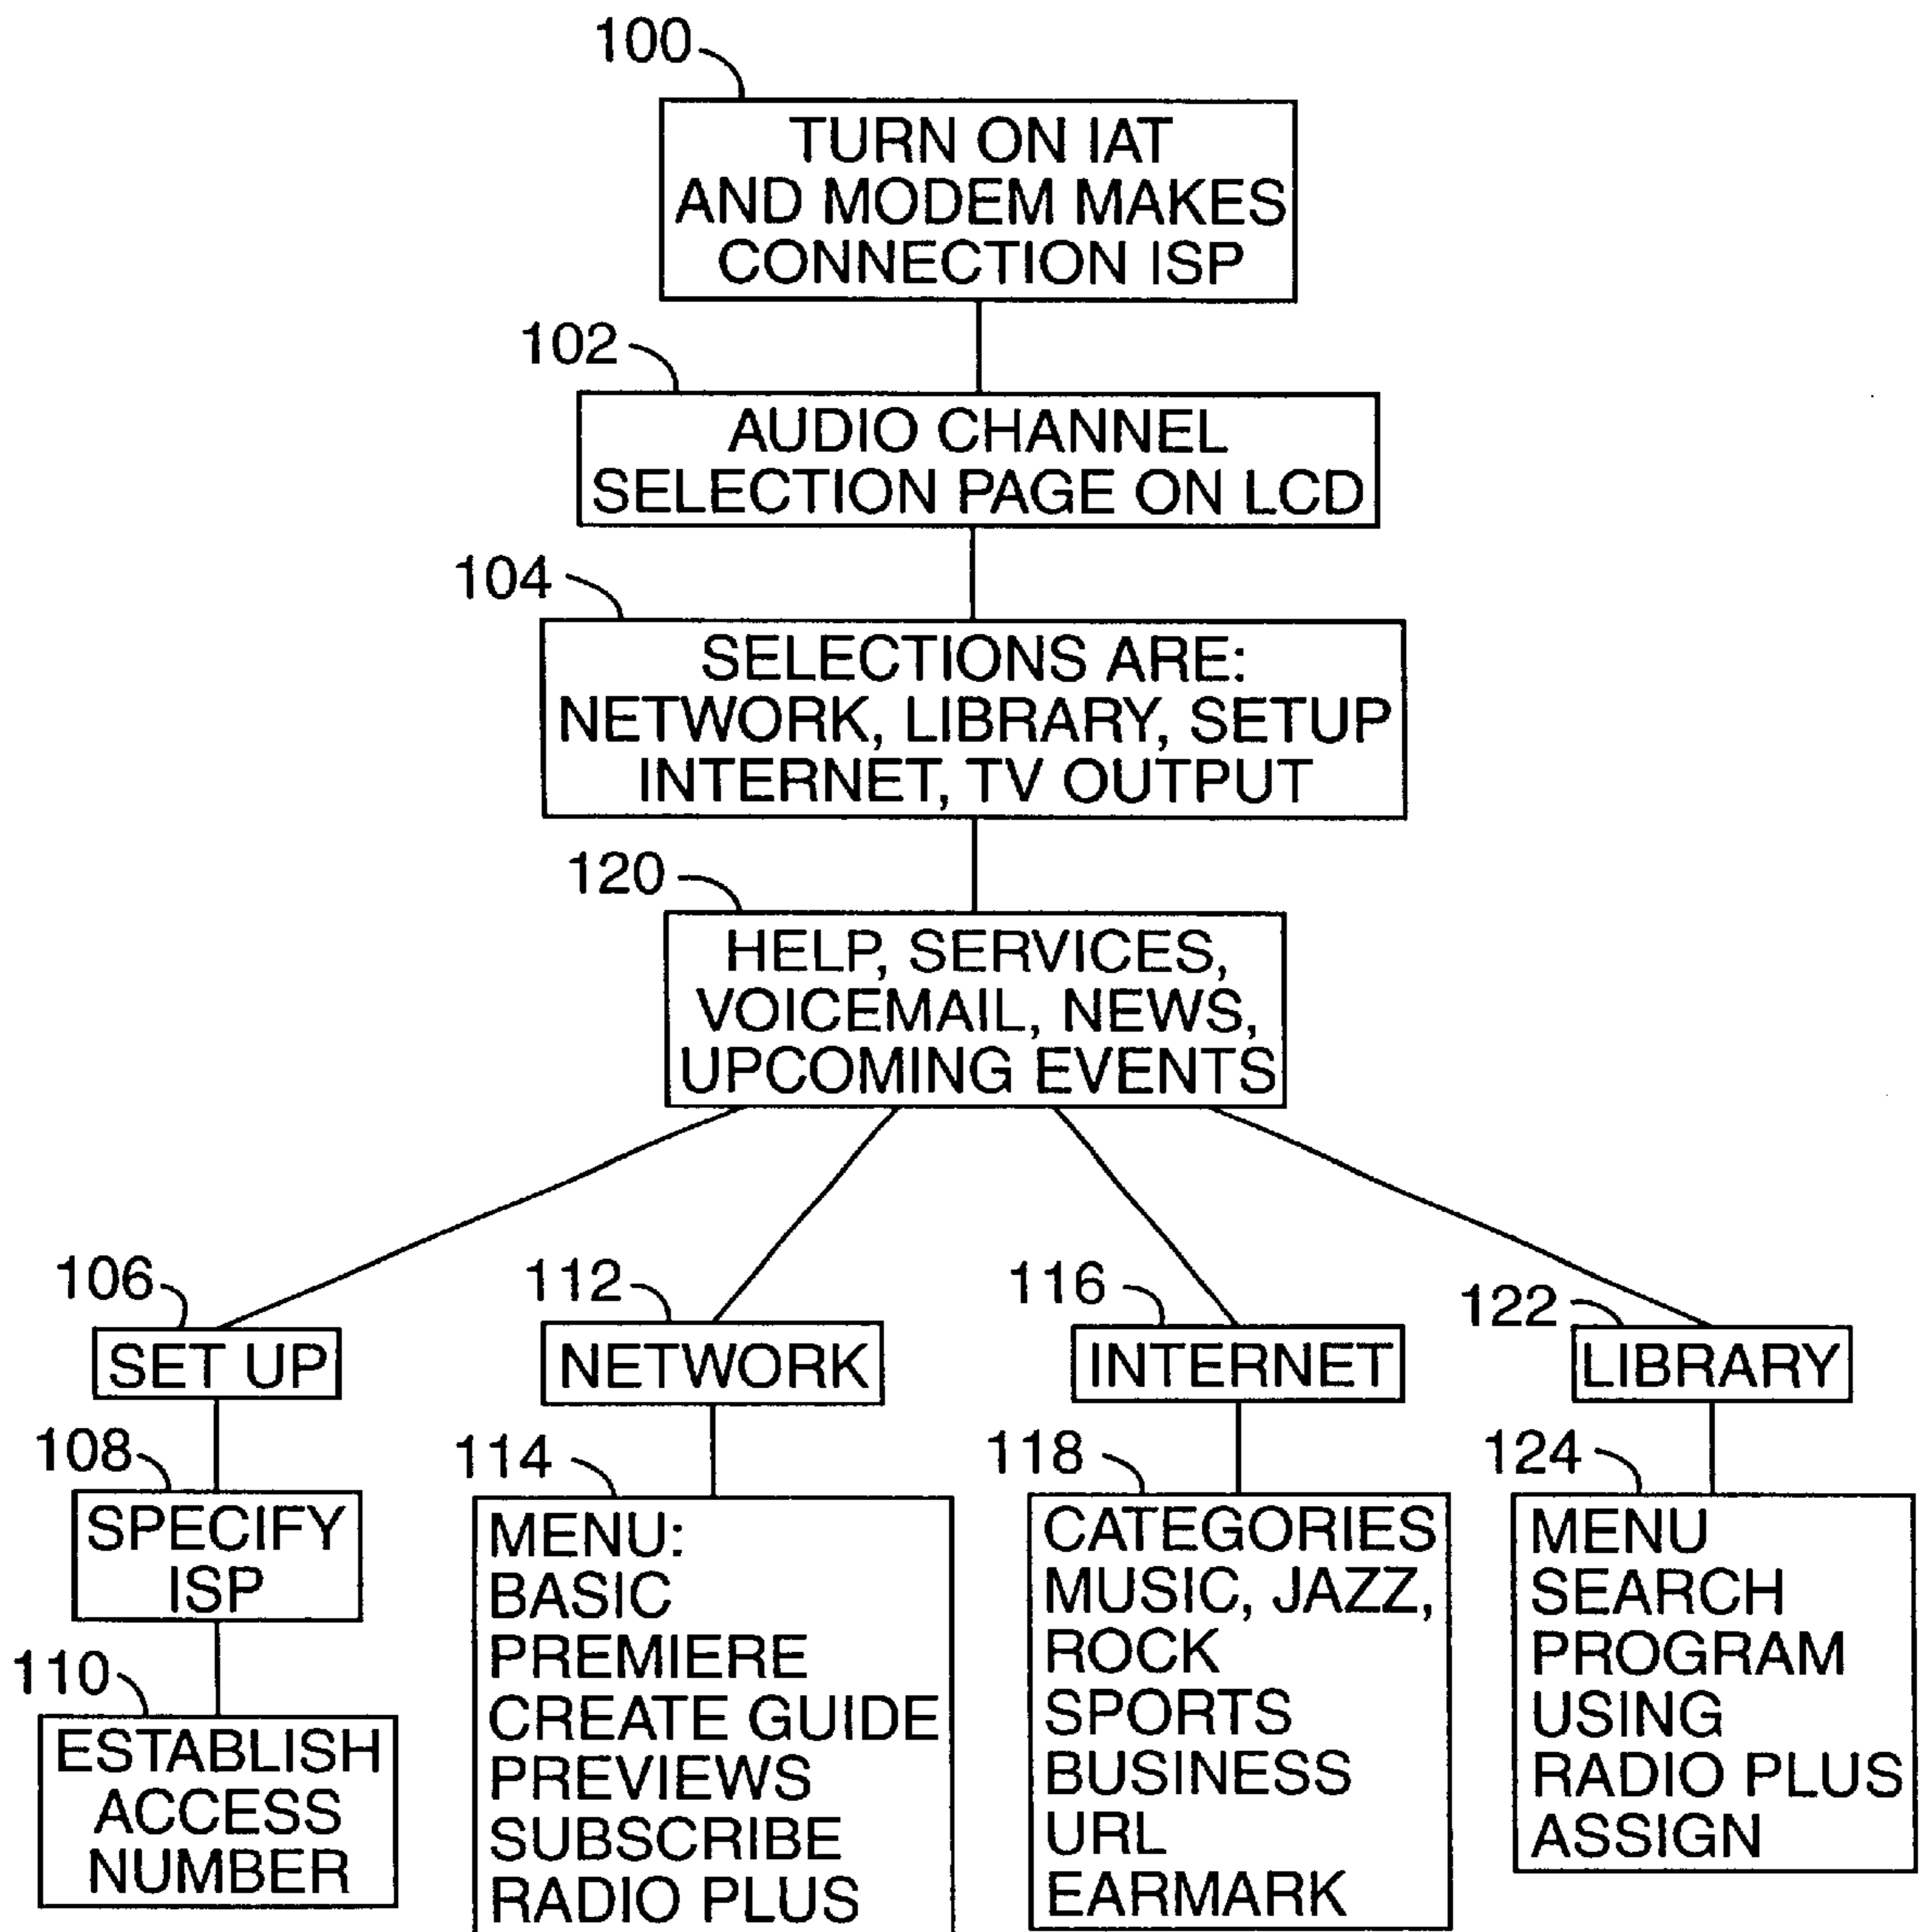 100
TURN ON IAT
AND MODEM MAKES
CONNECTION ISP
102
AUDIO CHANNEL
SELECTION PAGE ON LCD
104
SELECTIONS ARE:
NETWORK, LIBRARY, SETUP
INTERNET, TV OUTPUT
120
HELP, SERVICES,
VOICEMAIL, NEWS,
UPCOMING EVENTS
106
SET UP
108
SPECIFY
ISP
110
ESTABLISH
ACCESS
NUMBER
112
NETWORK
114
MENU:
BASIC
PREMIERE
CREATE GUIDE
PREVIEWS
SUBSCRIBE
RADIO PLUS
116
INTERNET
118
CATEGORIES
MUSIC, JAZZ,
ROCK
SPORTS
BUSINESS
URL
EARMARK
122
LIBRARY
124
MENU
SEARCH
PROGRAM
USING
RADIO PLUS
ASSIGN